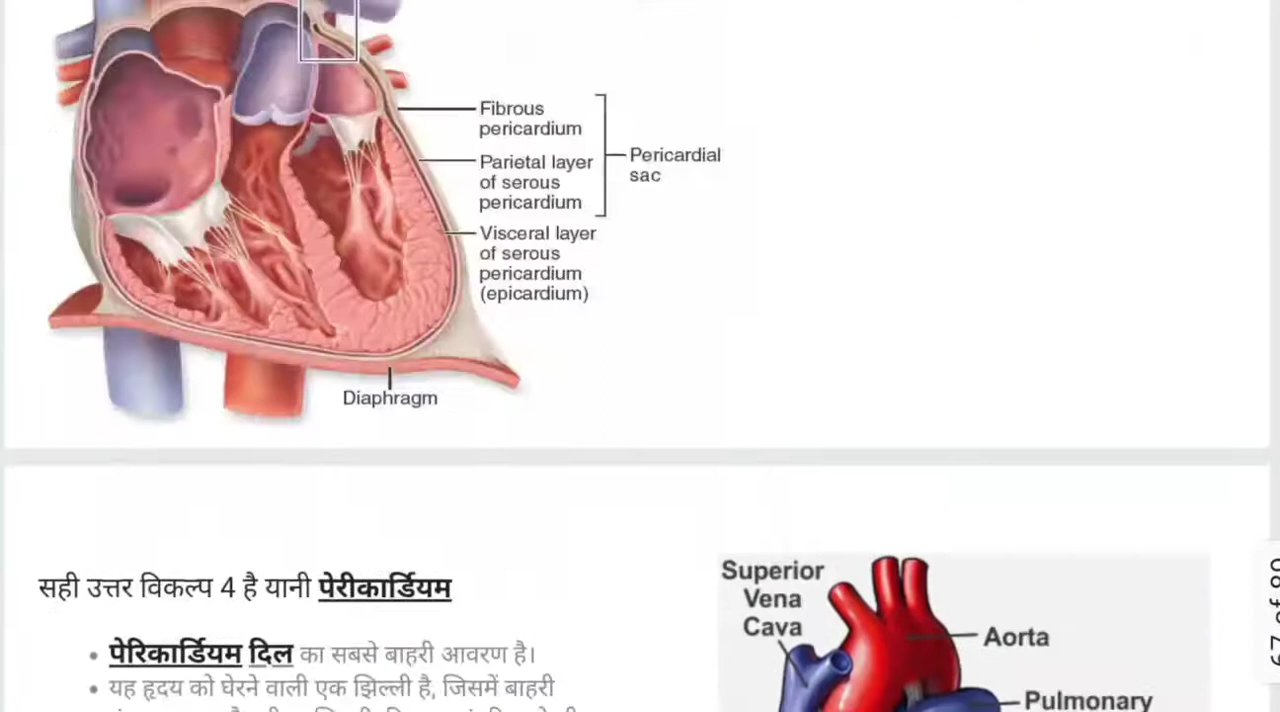 Fibrous
pericardium
Parietal layer
of serous
pericardium
Pericardial
sac
Visceral layer
of serous
pericardium
(epicardium)
Diaphragm
सही उत्तर विकल्प 4 है यानी पेरीकार्डियम
• पेरिकार्डियम दिल का सबसे बाहरी आवरण है।
• यह हृदय को घेरने वाली एक झिल्ली है, जिसमें बाहरी
Superior
Vena
Cava
Aorta
Pulmonary